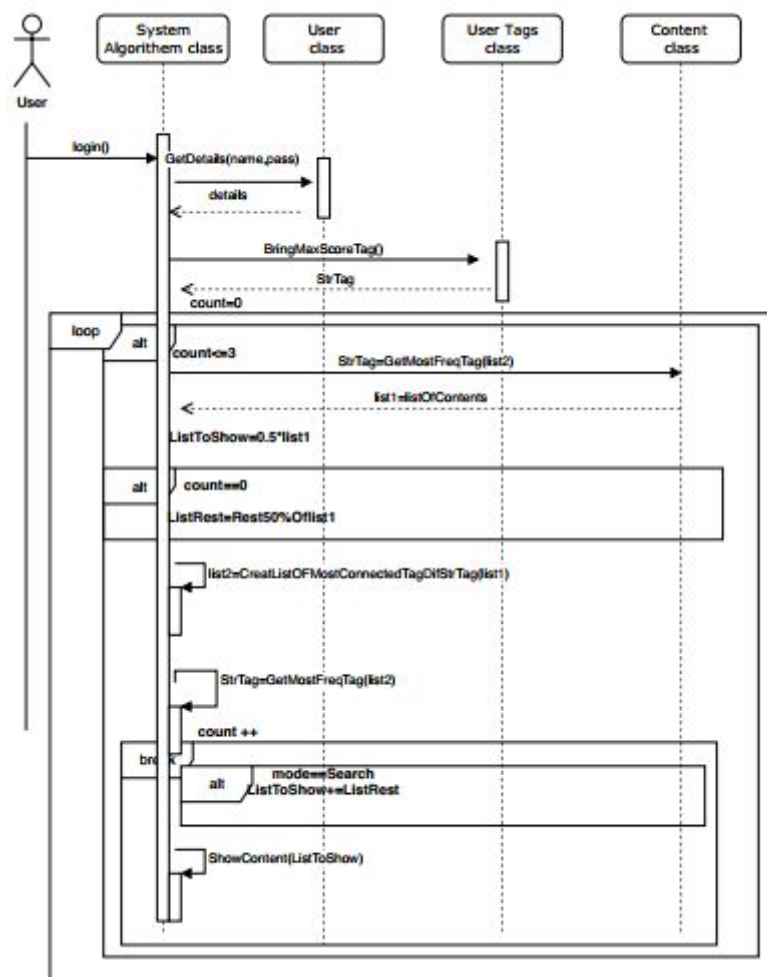 System
Algorithem class
User
class
User Tags
class
Content
class
User
login()
GetDetails(name,pass)
details
BringMaxScoreTag()
StrTag
count=0
loop
alt
count<=3
StrTag=GetMostFreqTag(list2)
list1=listOfContents
ListToShow=0.5*list1
alt
count==0
ListRest=Rest50%Oflist1
list2=CreatListOFMostConnectedTagDifStrTag(list1)
StrTag=GetMostFreqTag(list2)
count ++
break
alt
mode==Search
ListToShow+=ListRest
ShowContent(ListToShow)